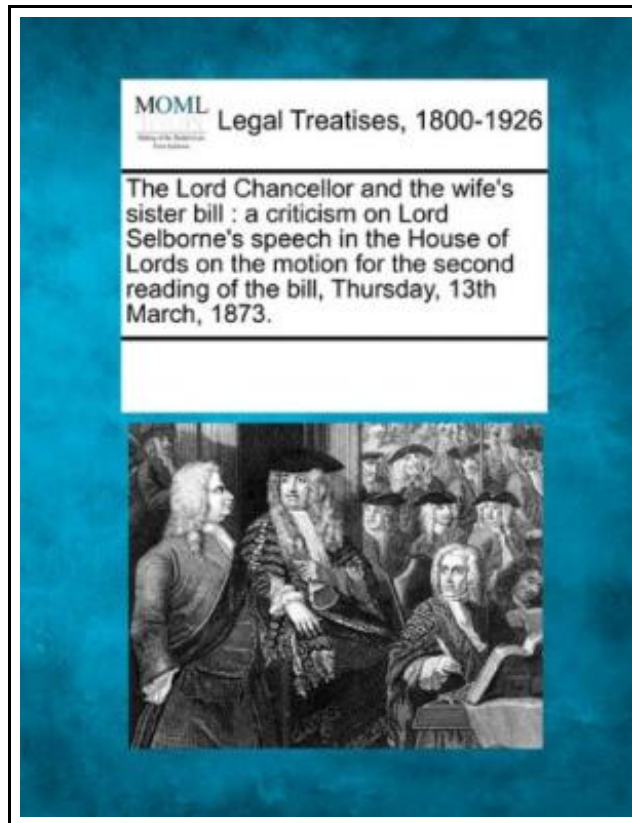 MOML
Legal Treatises, 1800-1926
The Lord Chancellor and the wife's
sister bill : a criticism on Lord
Selborne's speech in the House of
Lords on the motion for the second
reading of the bill, Thursday, 13th
March, 1873.